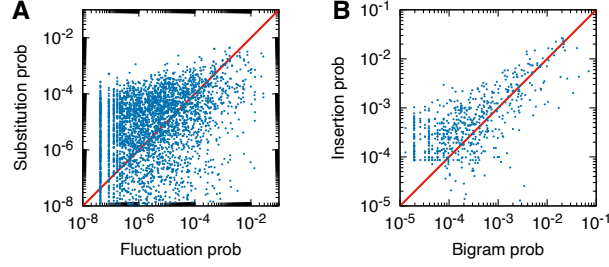 A
B
Substitution prob
10⁻²
10⁻⁴
10⁻⁶
10⁻⁸
10⁻⁸ 10⁻⁶ 10⁻⁴ 10⁻²
Fluctuation prob
Insertion prob
10⁻¹
10⁻²
10⁻³
10⁻⁴
10⁻⁵
10⁻⁵ 10⁻⁴ 10⁻³ 10⁻² 10⁻¹
Bigram prob